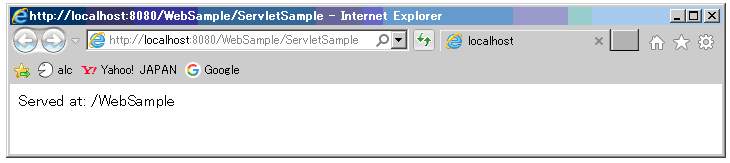 http://localhost:8080/WebSample/ServletSample - Internet Explorer
http://localhost:8080/WebSample/ServletSample localhost
alc Yahoo! JAPAN Google
Served at: /WebSample